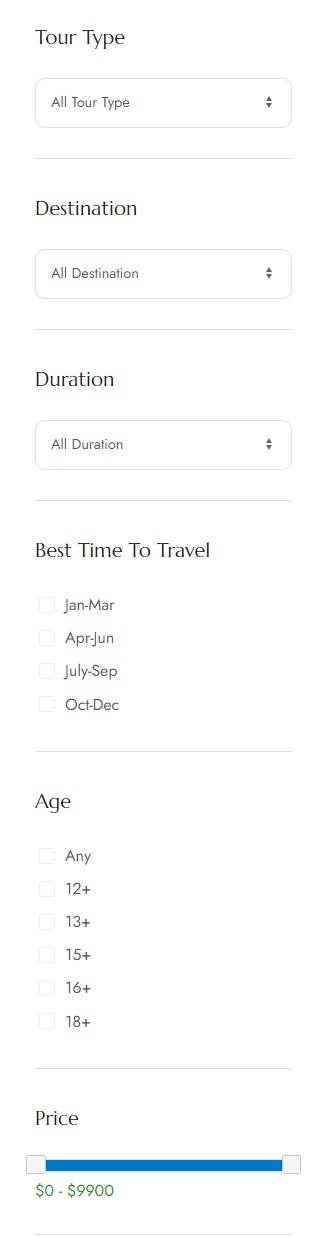 Tour Type
All Tour Type
Destination
All Destination
Duration
All Duration
Best Time To Travel
Jan-Mar
Apr-Jun
July-Sep
Oct-Dec
Age
Any
12+
13+
15+
16+
18+
Price
$0 - $9900